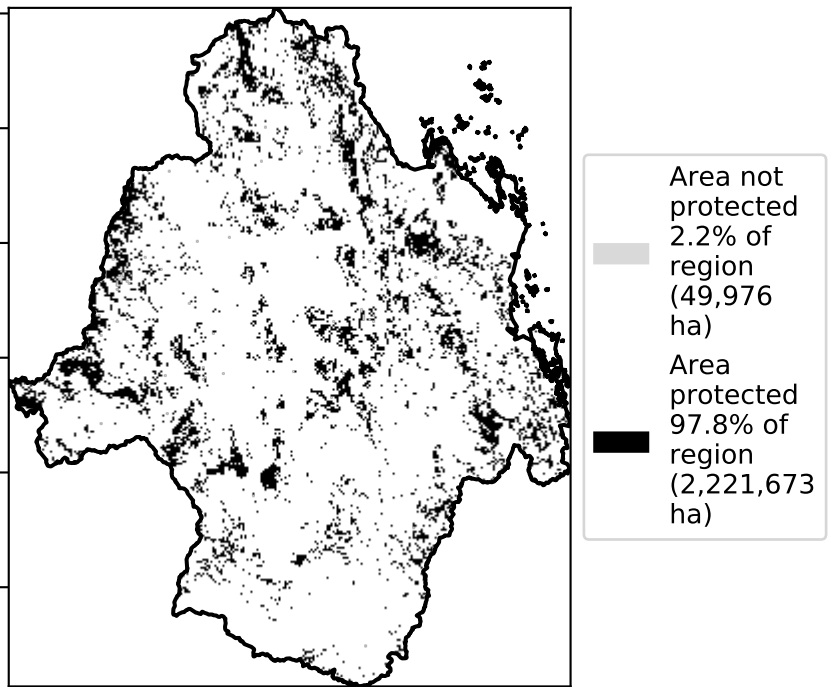 Area not
protected
2.2% of
region
(49,976
ha)
Area
protected
97.8% of
region
(2,221,673
ha)